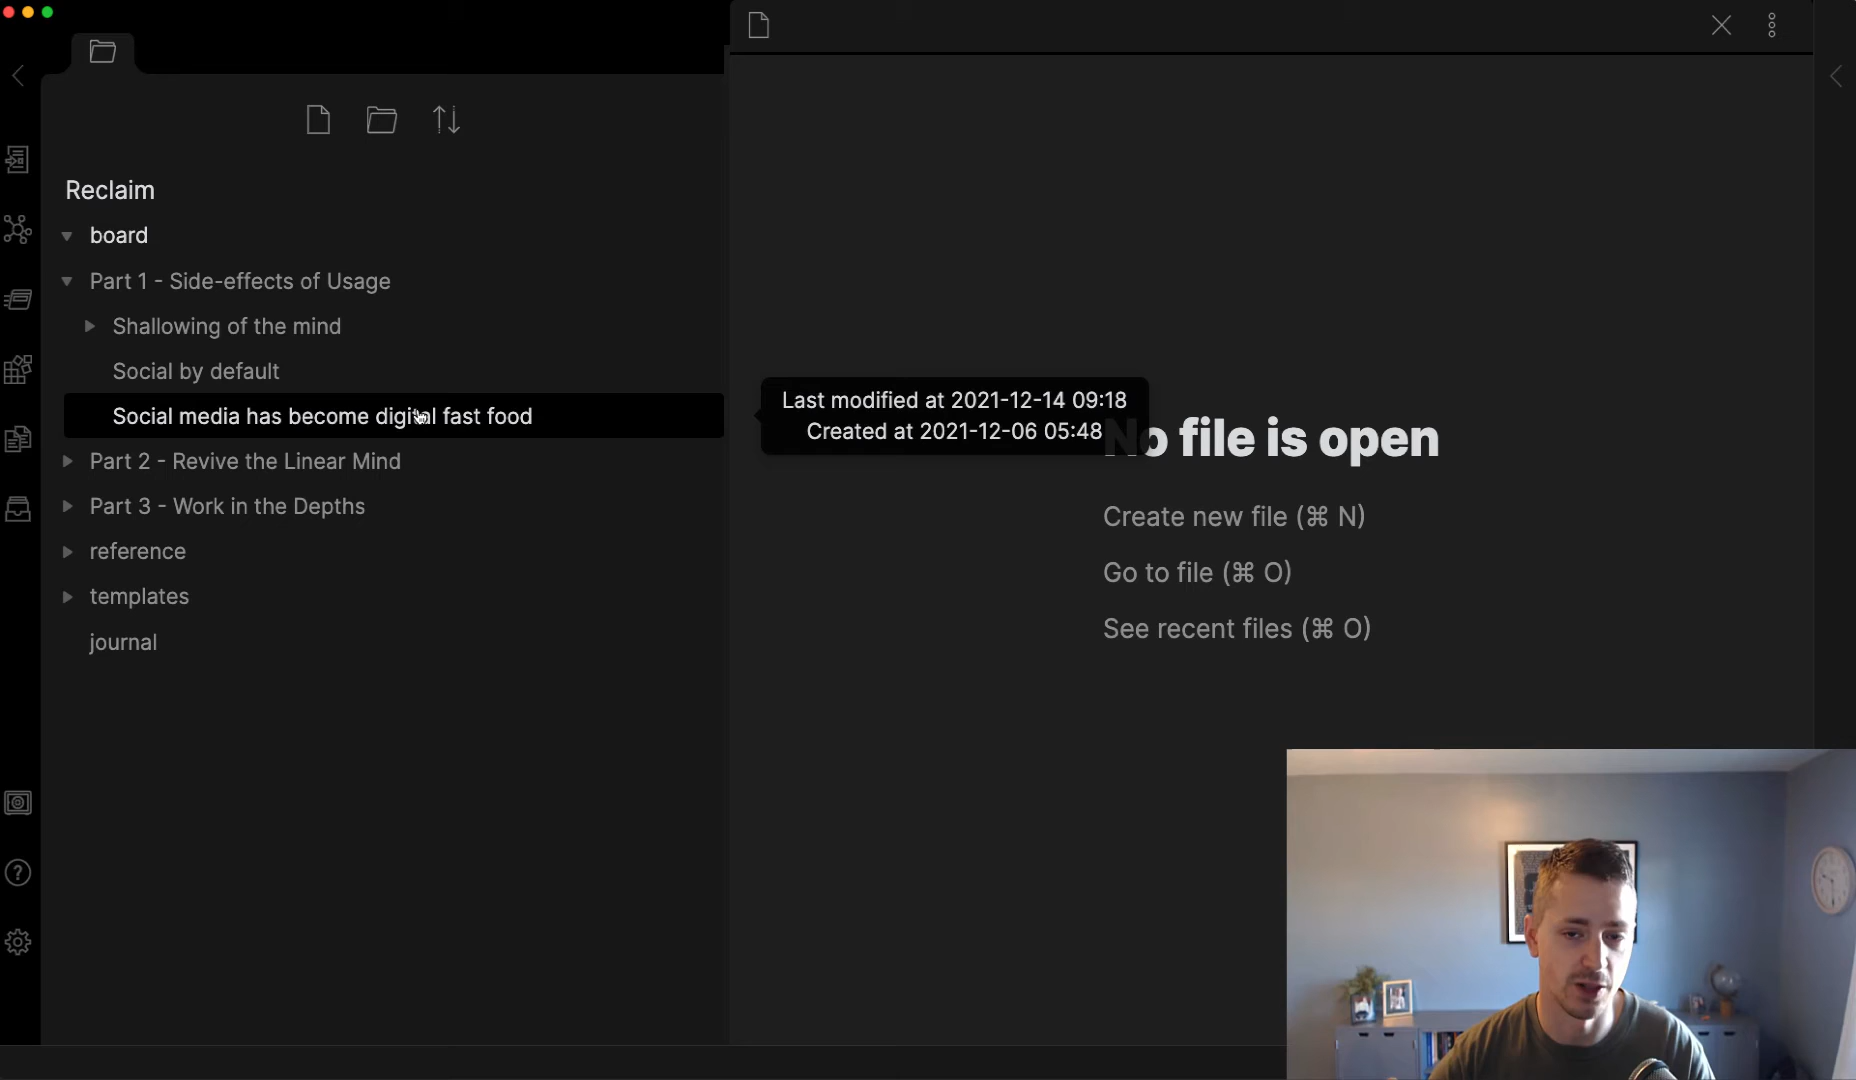 Reclaim
board
Part 1 - Side-effects of Usage
Shallowing of the mind
Social by default
Social media has become digital fast food
Part 2 - Revive the Linear Mind
Part 3 - Work in the Depths
reference
templates
journal
Last modified at 2021-12-14 09:18
Created at 2021-12-06 05:48
No file is open
Create new file (⌘ N)
Go to file (⌘ O)
See recent files (⌘ O)